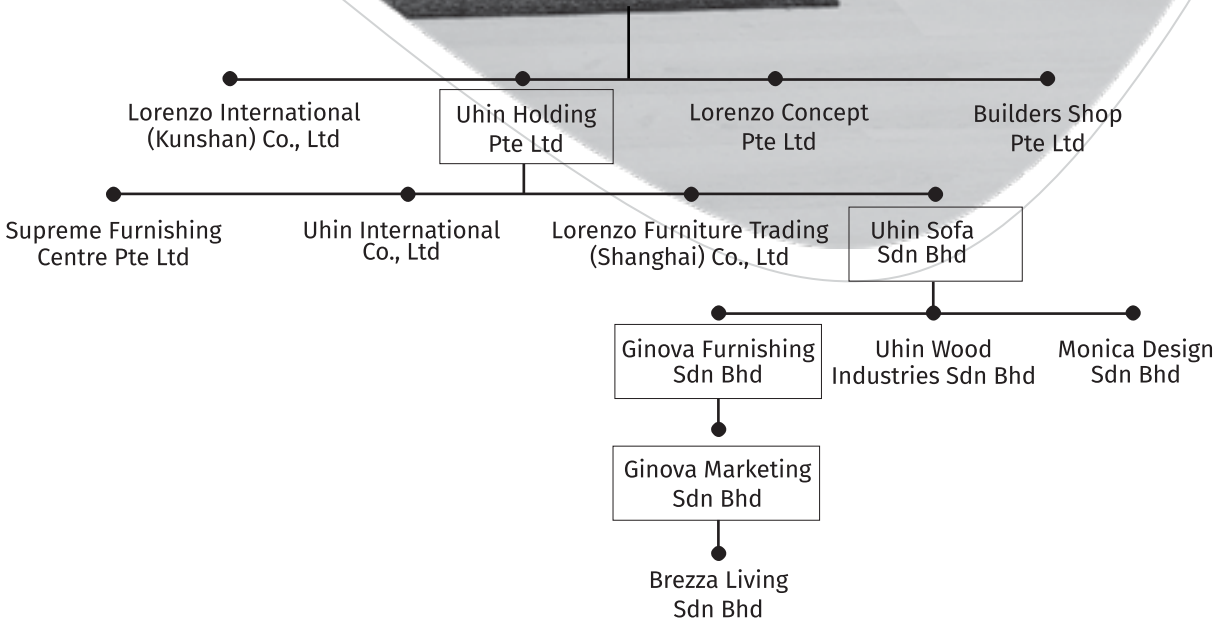 Lorenzo International
(Kunshan) Co., Ltd
Uhin Holding
Pte Ltd
Lorenzo Concept
Pte Ltd
Builders Shop
Pte Ltd
Supreme Furnishing
Centre Pte Ltd
Uhin International
Co., Ltd
Lorenzo Furniture Trading
(Shanghai) Co., Ltd
Uhin Sofa
Sdn Bhd
Ginova Furnishing
Sdn Bhd
Uhin Wood
Industries Sdn Bhd
Monica Design
Sdn Bhd
Ginova Marketing
Sdn Bhd
Brezza Living
Sdn Bhd